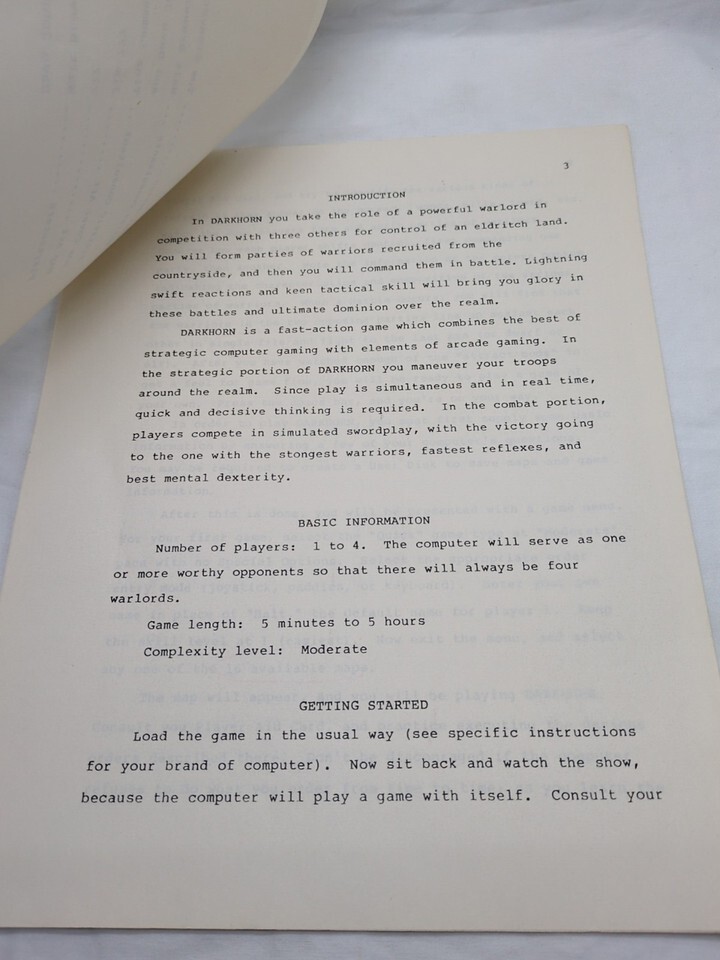 3
INTRODUCTION
In DARKHORN you take the role of a powerful warlord in
competition with three others for control of an eldritch land.
You will form parties of warriors recruited from the
countryside, and then you will command them in battle. Lightning
swift reactions and keen tactical skill will bring you glory in
these battles and ultimate dominion over the realm.
DARKHORN is a fast-action game which combines the best of
strategic computer gaming with elements of arcade gaming. In
the strategic portion of DARKHORN you maneuver your troops
around the realm. Since play is simultaneous and in real time,
quick and decisive thinking is required. In the combat portion,
players compete in simulated swordplay, with the victory going
to the one with the stongest warriors, fastest reflexes, and
best mental dexterity.
BASIC INFORMATION
Number of players: 1 to 4. The computer will serve as one
or more worthy opponents so that there will always be four
warlords.
Game length: 5 minutes to 5 hours
Complexity level: Moderate
GETTING STARTED
Load the game in the usual way (see specific instructions
for your brand of computer). Now sit back and watch the show,
because the computer will play a game with itself. Consult your